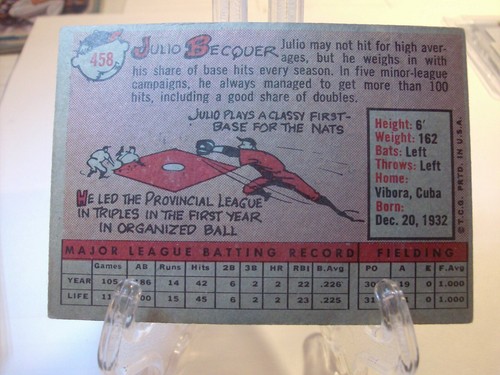 458 JULIO BECQUER Julio may not hit for high aver-
ages, but he weighs in with
his share of base hits every season. In five minor-league
campaigns, he always managed to get more than 100
hits, including a good share of doubles.
JULIO PLAYS A CLASSY FIRST-
BASE FOR THE NATS
HE LED THE PROVINCIAL LEAGUE
IN TRIPLES IN THE FIRST YEAR
IN ORGANIZED BALL
Height: 6'
Weight: 162
Bats: Left
Throws: Left
Home:
Vibora, Cuba
Born:
Dec. 20, 1932
© T.C.G. PRTD. IN U.S.A.
MAJOR LEAGUE BATTING RECORD FIELDING
Games AB Runs Hits 2B 3B HR RBI B.Avg PO A E F.Avg
YEAR 105 86 14 42 6 2 2 22 .226 19 0 1.000
LIFE 00 15 45 6 2 2 23 .225 0 1.000